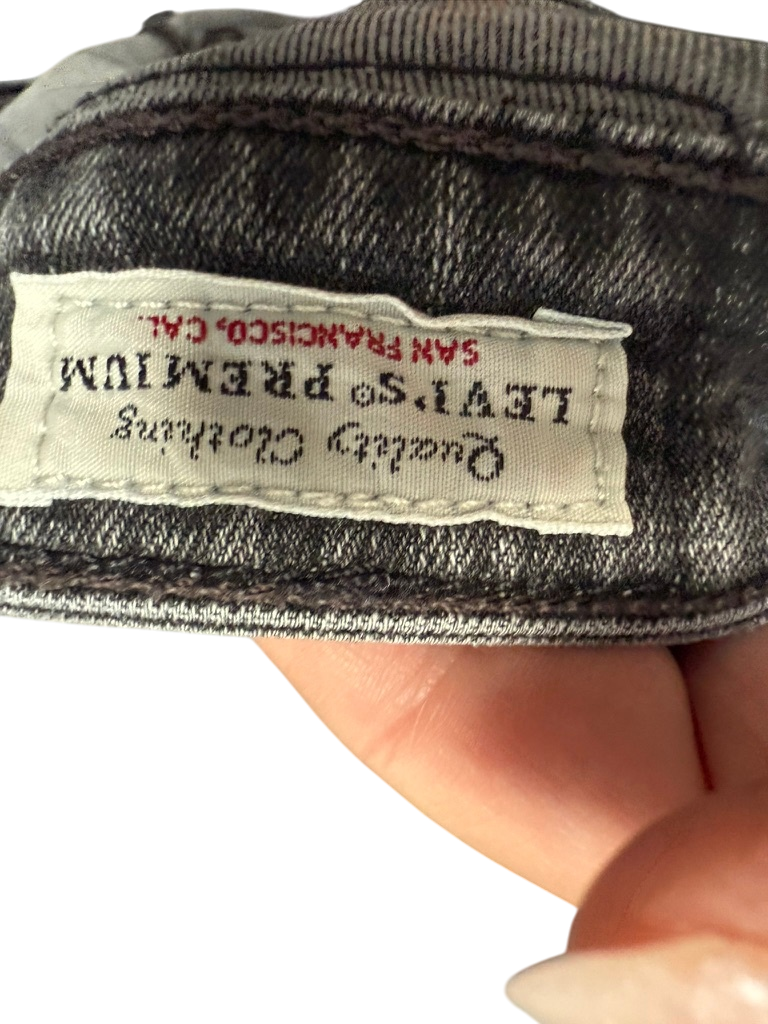 Quality Clothing
LEVI'S® PREMIUM
SAN FRANCISCO, CAL.